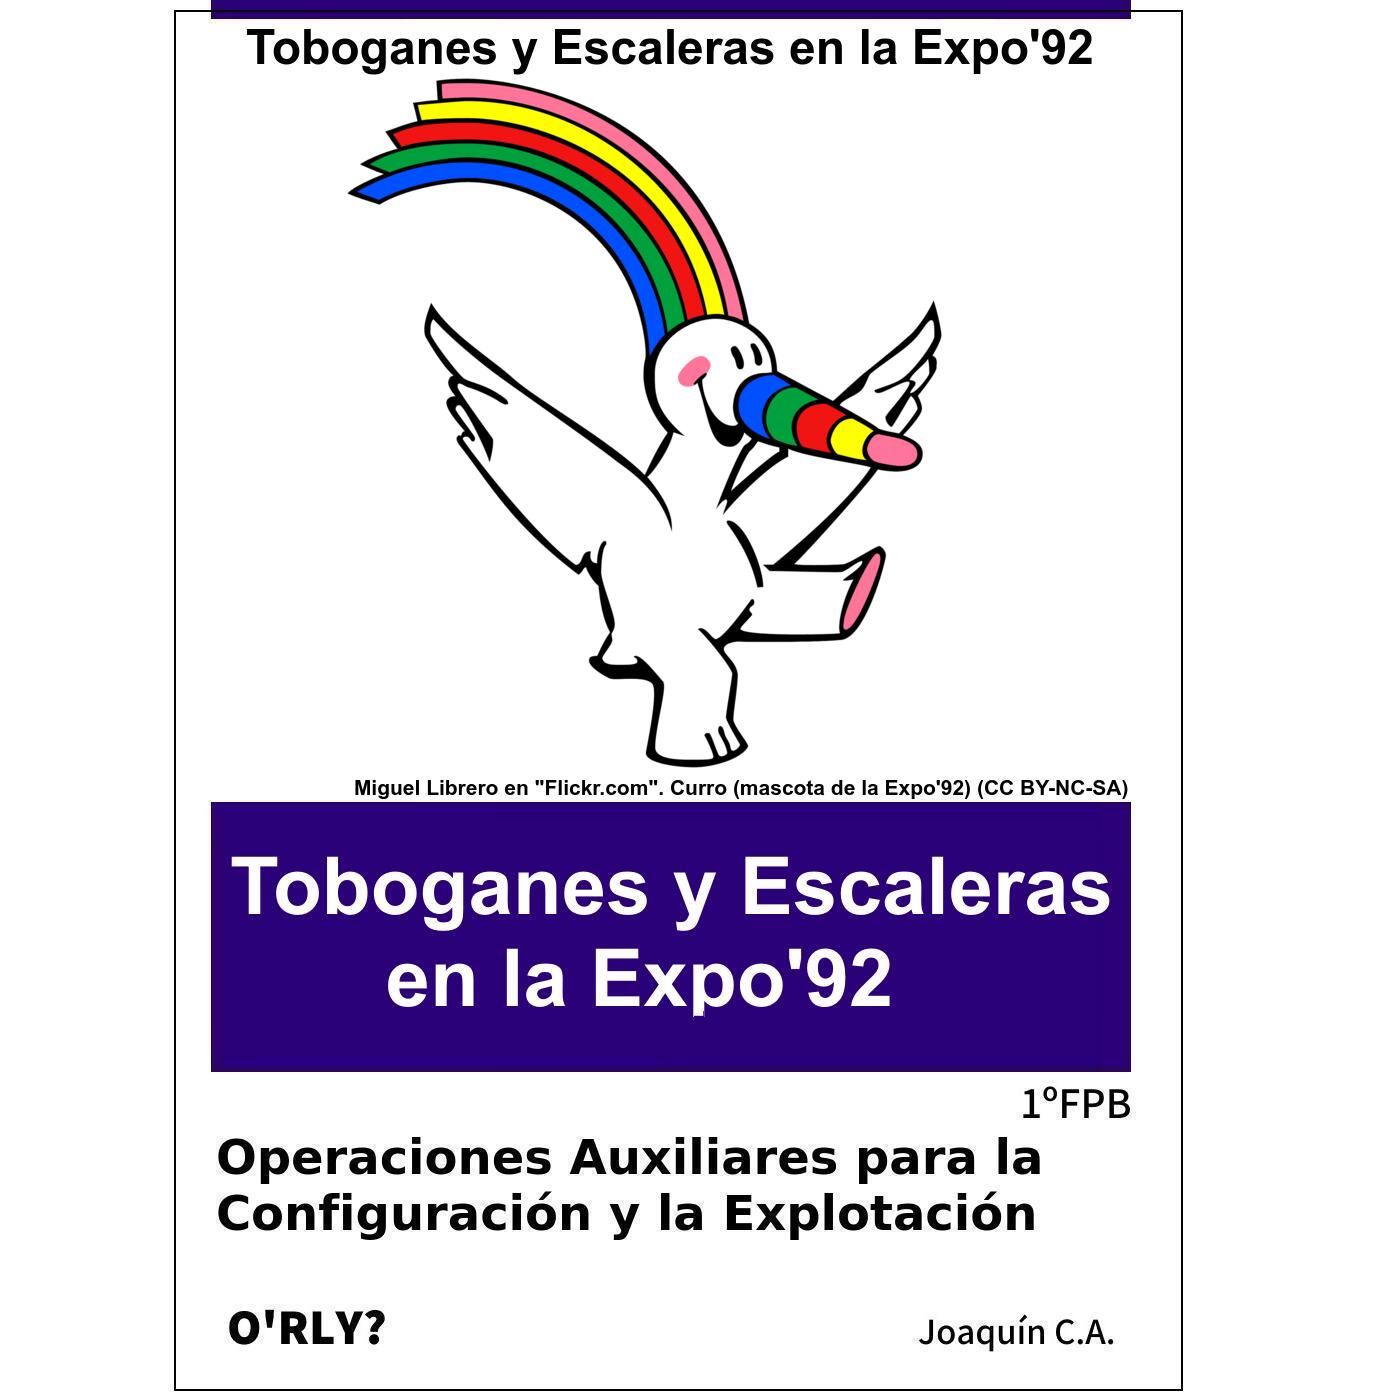 Toboganes y Escaleras en la Expo'92
Miguel Librero en "Flickr.com". Curro (mascota de la Expo'92) (CC BY-NC-SA)
Toboganes y Escaleras
en la Expo'92
1ºFPB
Operaciones Auxiliares para la
Configuración y la Explotación
O'RLY?
Joaquín C.A.